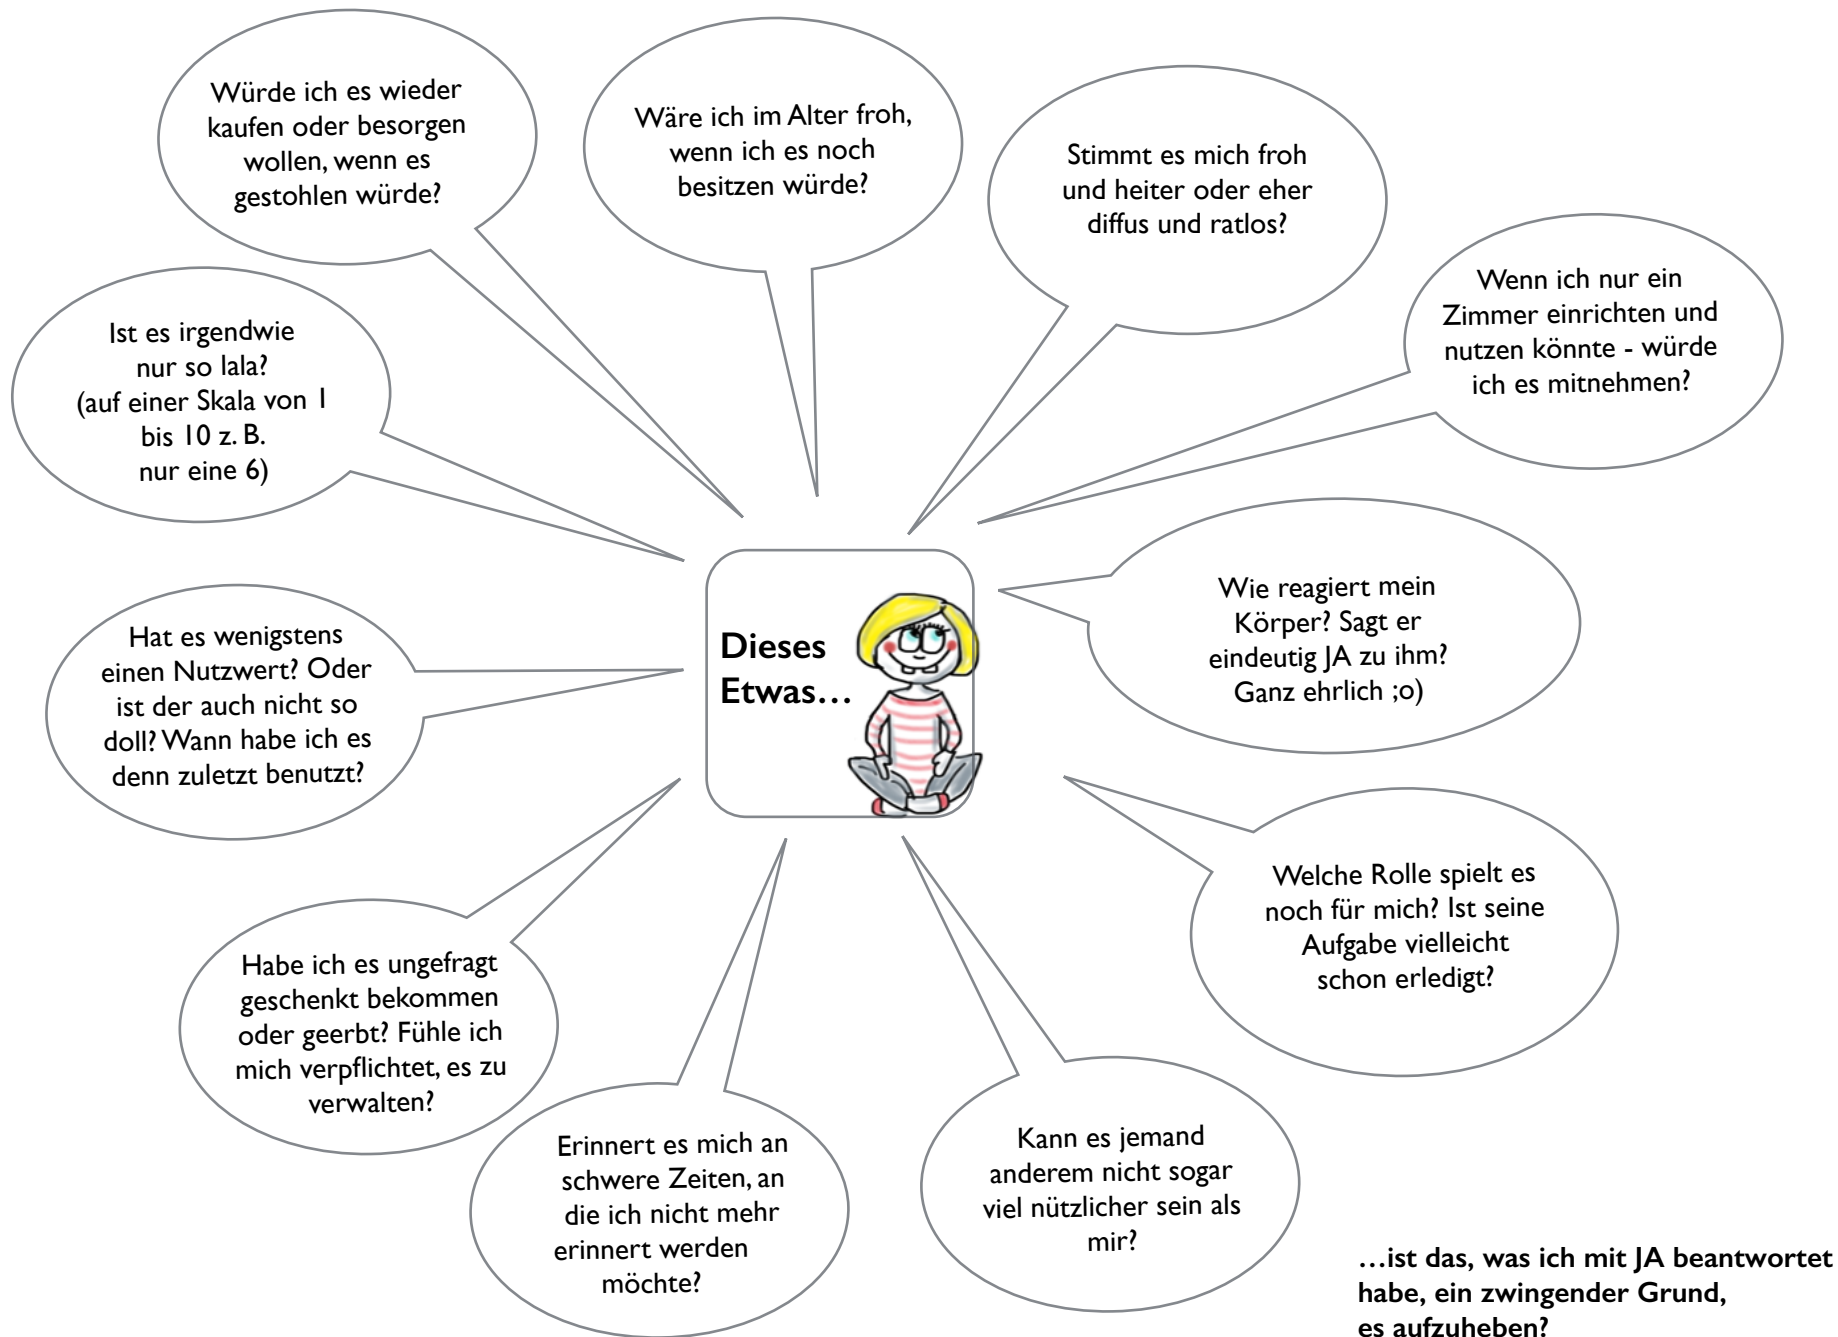 Würde ich es wieder
kaufen oder besorgen
wollen, wenn es
gestohlen würde?
Wäre ich im Alter froh,
wenn ich es noch
besitzen würde?
Stimmt es mich froh
und heiter oder eher
diffus und ratlos?
Wenn ich nur ein
Zimmer einrichten und
nutzen könnte - würde
ich es mitnehmen?
Ist es irgendwie
nur so lala?
(auf einer Skala von 1
bis 10 z. B.
nur eine 6)
Dieses
Etwas…
Wie reagiert mein
Körper? Sagt er
eindeutig JA zu ihm?
Ganz ehrlich ;o)
Hat es wenigstens
einen Nutzwert? Oder
ist der auch nicht so
doll? Wann habe ich es
denn zuletzt benutzt?
Welche Rolle spielt es
noch für mich? Ist seine
Aufgabe vielleicht
schon erledigt?
Habe ich es ungefragt
geschenkt bekommen
oder geerbt? Fühle ich
mich verpflichtet, es zu
verwalten?
Erinnert es mich an
schwere Zeiten, an
die ich nicht mehr
erinnert werden
möchte?
Kann es jemand
anderem nicht sogar
viel nützlicher sein als
mir?
…ist das, was ich mit JA beantwortet
habe, ein zwingender Grund,
es aufzuheben?